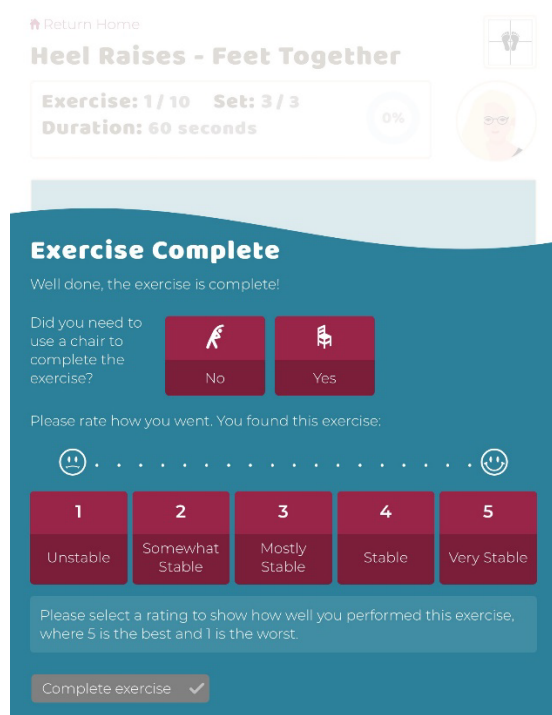 Return Home
Heel Raises - Feet Together
Exercise: 1 / 10 Set: 3 / 3
Duration: 60 seconds
0%
Exercise Complete
Well done, the exercise is complete!
Did you need to
use a chair to
complete the
exercise?
No
Yes
Please rate how you went. You found this exercise:
1
2
3
4
5
Unstable
Somewhat
Stable
Mostly
Stable
Stable
Very Stable
Please select a rating to show how well you performed this exercise,
where 5 is the best and 1 is the worst.
Complete exercise